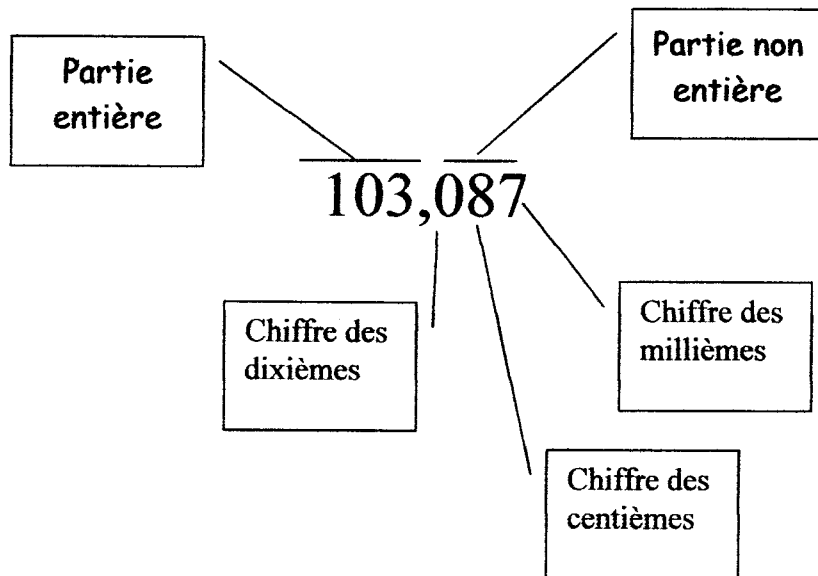 Partie
entière
Partie non
entière
103,087
Chiffre des
dixièmes
Chiffre des
millièmes
Chiffre des
centièmes